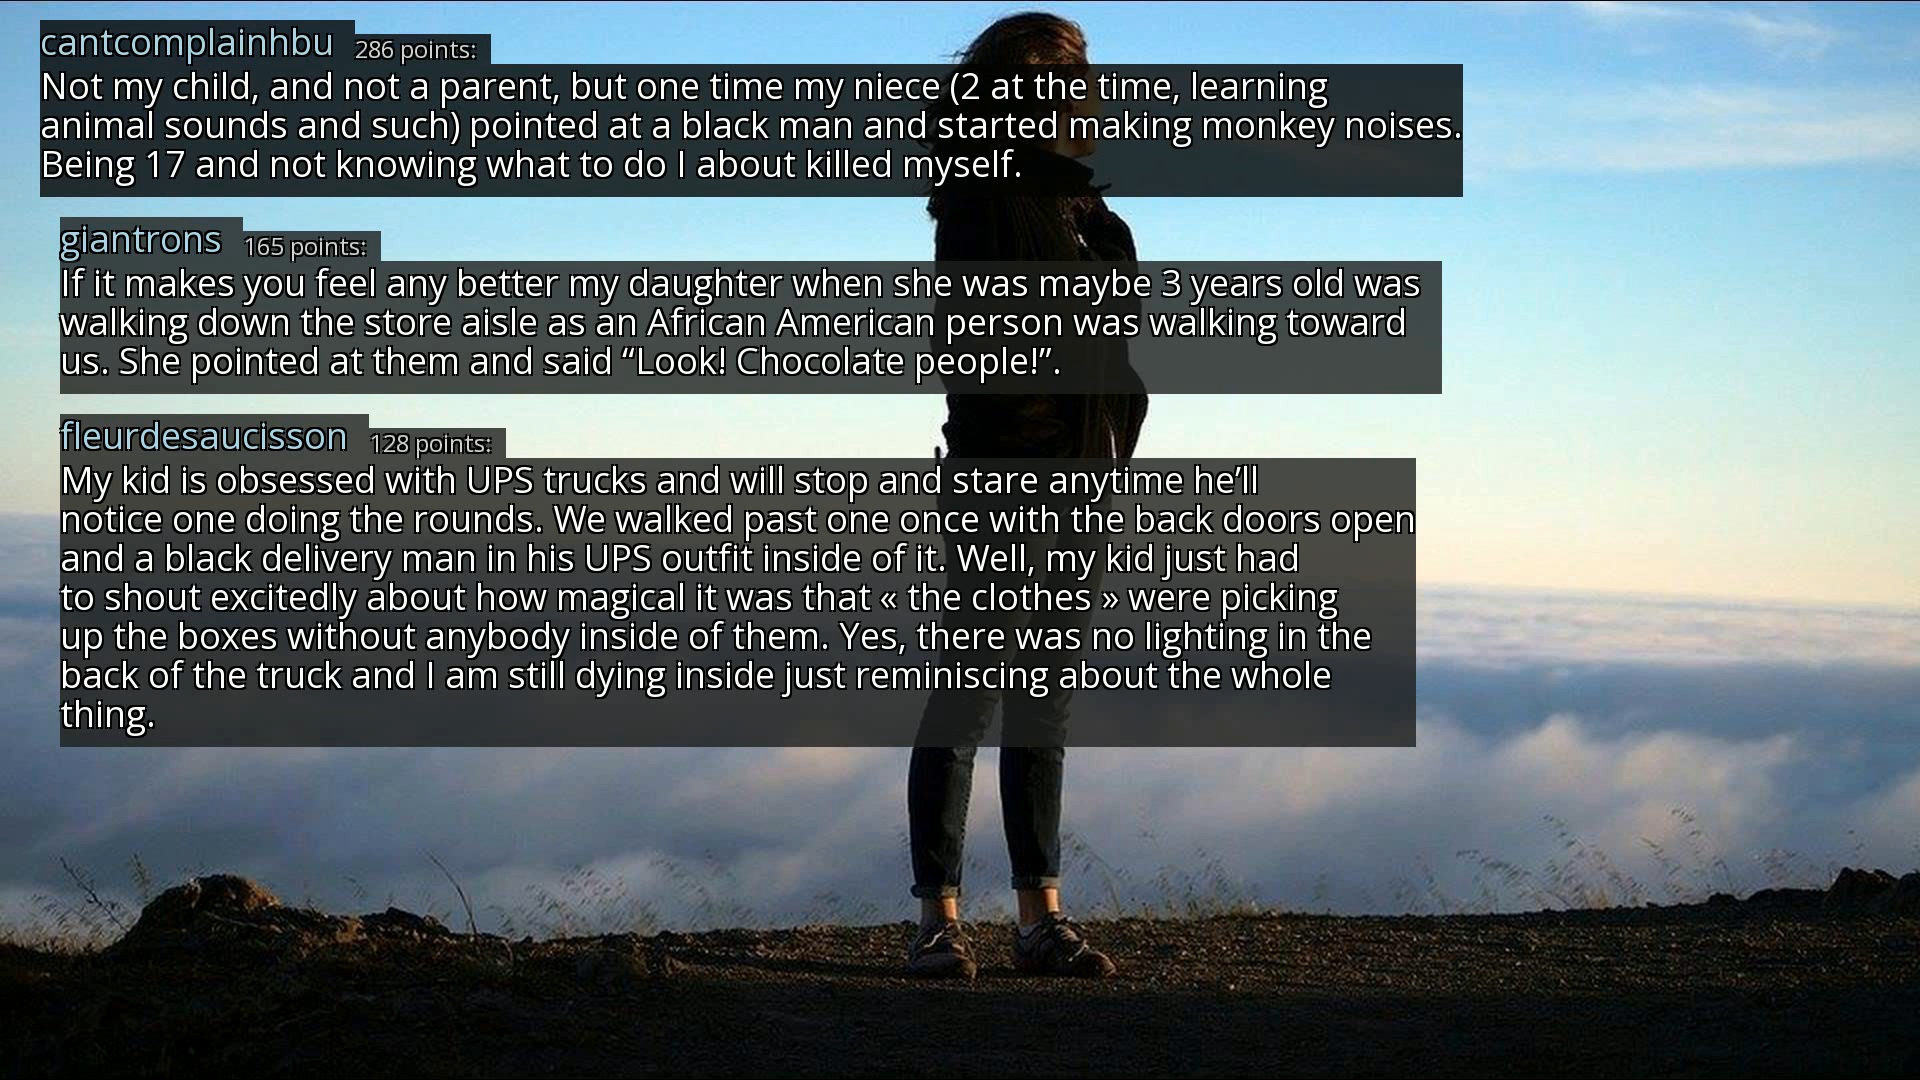 cantcomplainhbu 286 points:
Not my child, and not a parent, but one time my niece (2 at the time, learning
animal sounds and such) pointed at a black man and started making monkey noises.
Being 17 and not knowing what to do I about killed myself.
giantrons 165 points:
If it makes you feel any better my daughter when she was maybe 3 years old was
walking down the store aisle as an African American person was walking toward
us. She pointed at them and said “Look! Chocolate people!”.
fleurdesaucisson 128 points:
My kid is obsessed with UPS trucks and will stop and stare anytime he’ll
notice one doing the rounds. We walked past one once with the back doors open
and a black delivery man in his UPS outfit inside of it. Well, my kid just had
to shout excitedly about how magical it was that « the clothes » were picking
up the boxes without anybody inside of them. Yes, there was no lighting in the
back of the truck and I am still dying inside just reminiscing about the whole
thing.